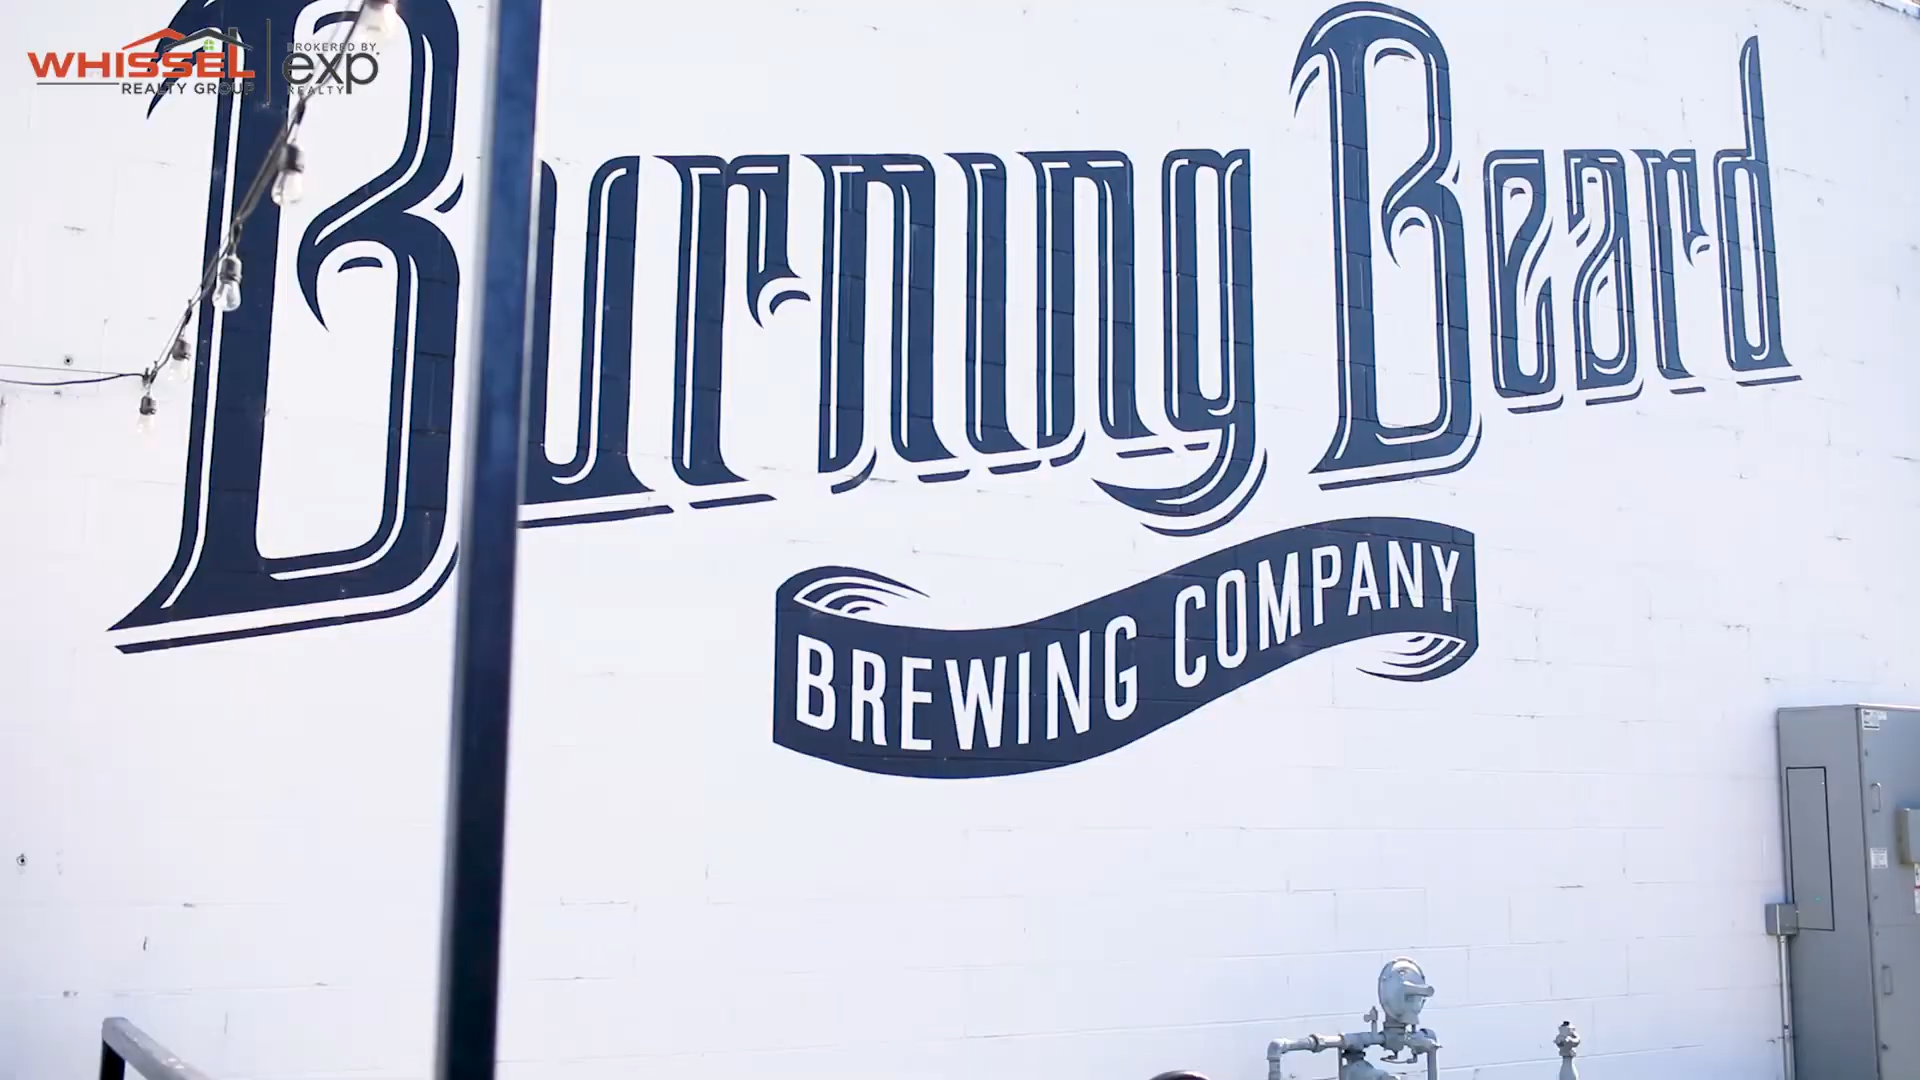 WHISSEL
REALTY GROUP
BROKERED BY
exp
REALTY
Burning Beard
BREWING COMPANY